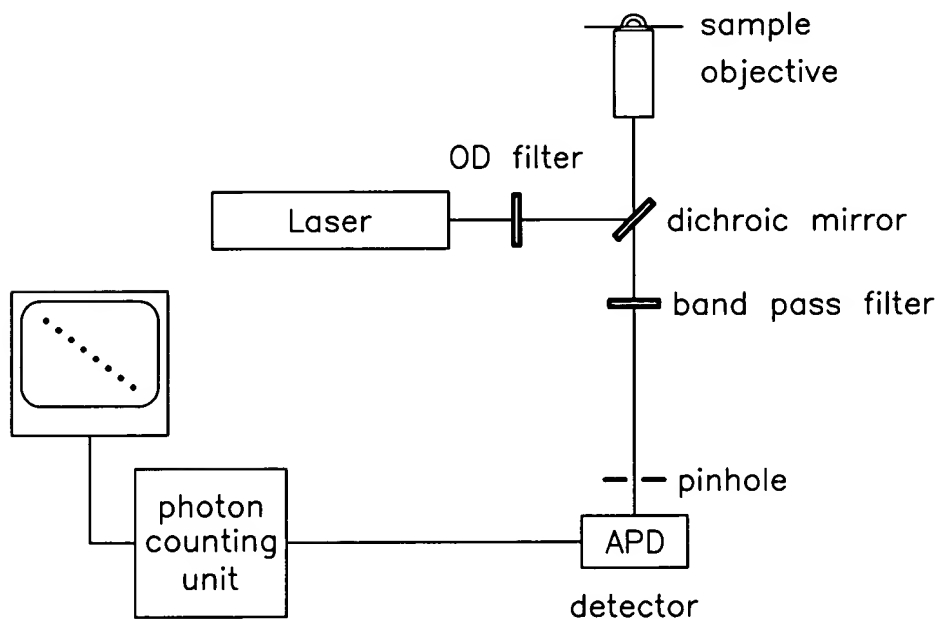 sample
objective
OD filter
Laser
dichroic mirror
band pass filter
pinhole
photon
counting
unit
APD
detector